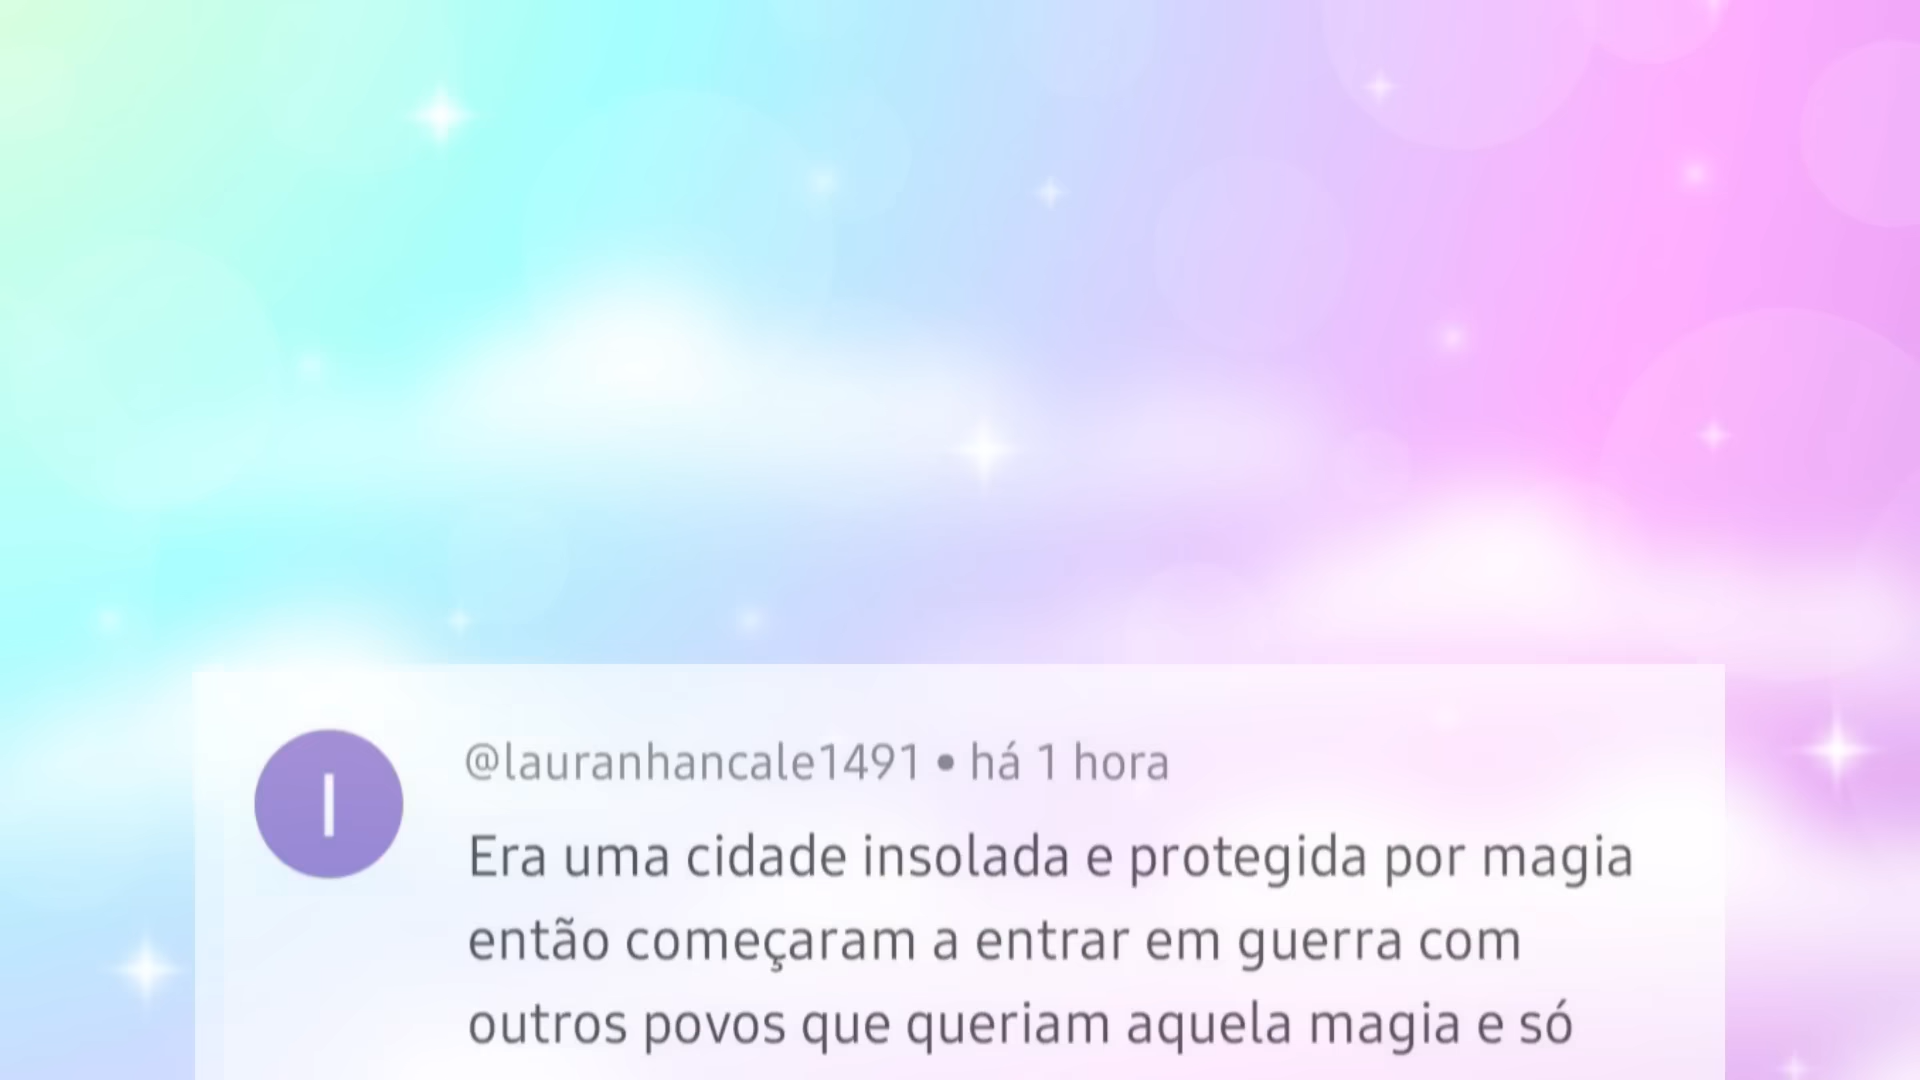 l
@lauranhancale1491 • há 1 hora
Era uma cidade insolada e protegida por magia
então começaram a entrar em guerra com
outros povos que queriam aquela magia e só